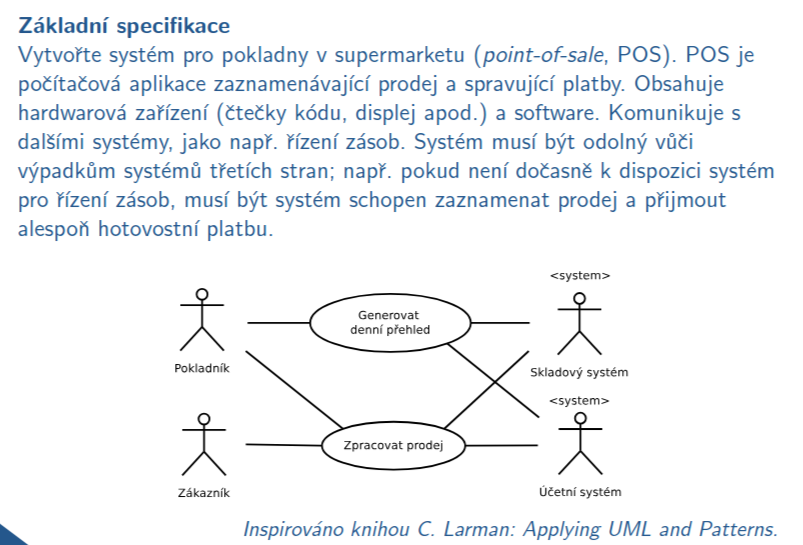 Základní specifikace
Vytvořte systém pro pokladny v supermarketu (point-of-sale, POS). POS je
počítačová aplikace zaznamenávající prodej a spravující platby. Obsahuje
hardwarová zařízení (čtečky kódu, displej apod.) a software. Komunikuje s
dalšími systémy, jako např. řízení zásob. Systém musí být odolný vůči
výpadkům systémů třetích stran; např. pokud není dočasně k dispozici systém
pro řízení zásob, musí být systém schopen zaznamenat prodej a přijmout
alespoň hotovostní platbu.
<system>
Generovat
denní přehled
Pokladník
Skladový systém
<system>
Zpracovat prodej
Zákazník
Účetní systém
Inspirováno knihou C. Larman: Applying UML and Patterns.